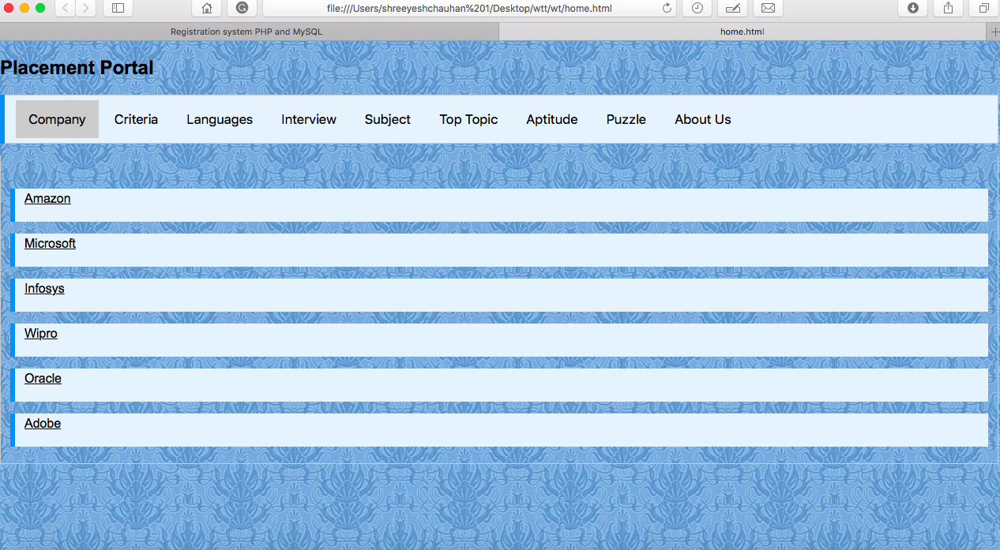 file:///Users/shreeyeshchauhan%201/Desktop/wtt/wt/home.html
Registration system PHP and MySQL home.html
Placement Portal
Company Criteria Languages Interview Subject Top Topic Aptitude Puzzle About Us
Amazon
Microsoft
Infosys
Wipro
Oracle
Adobe